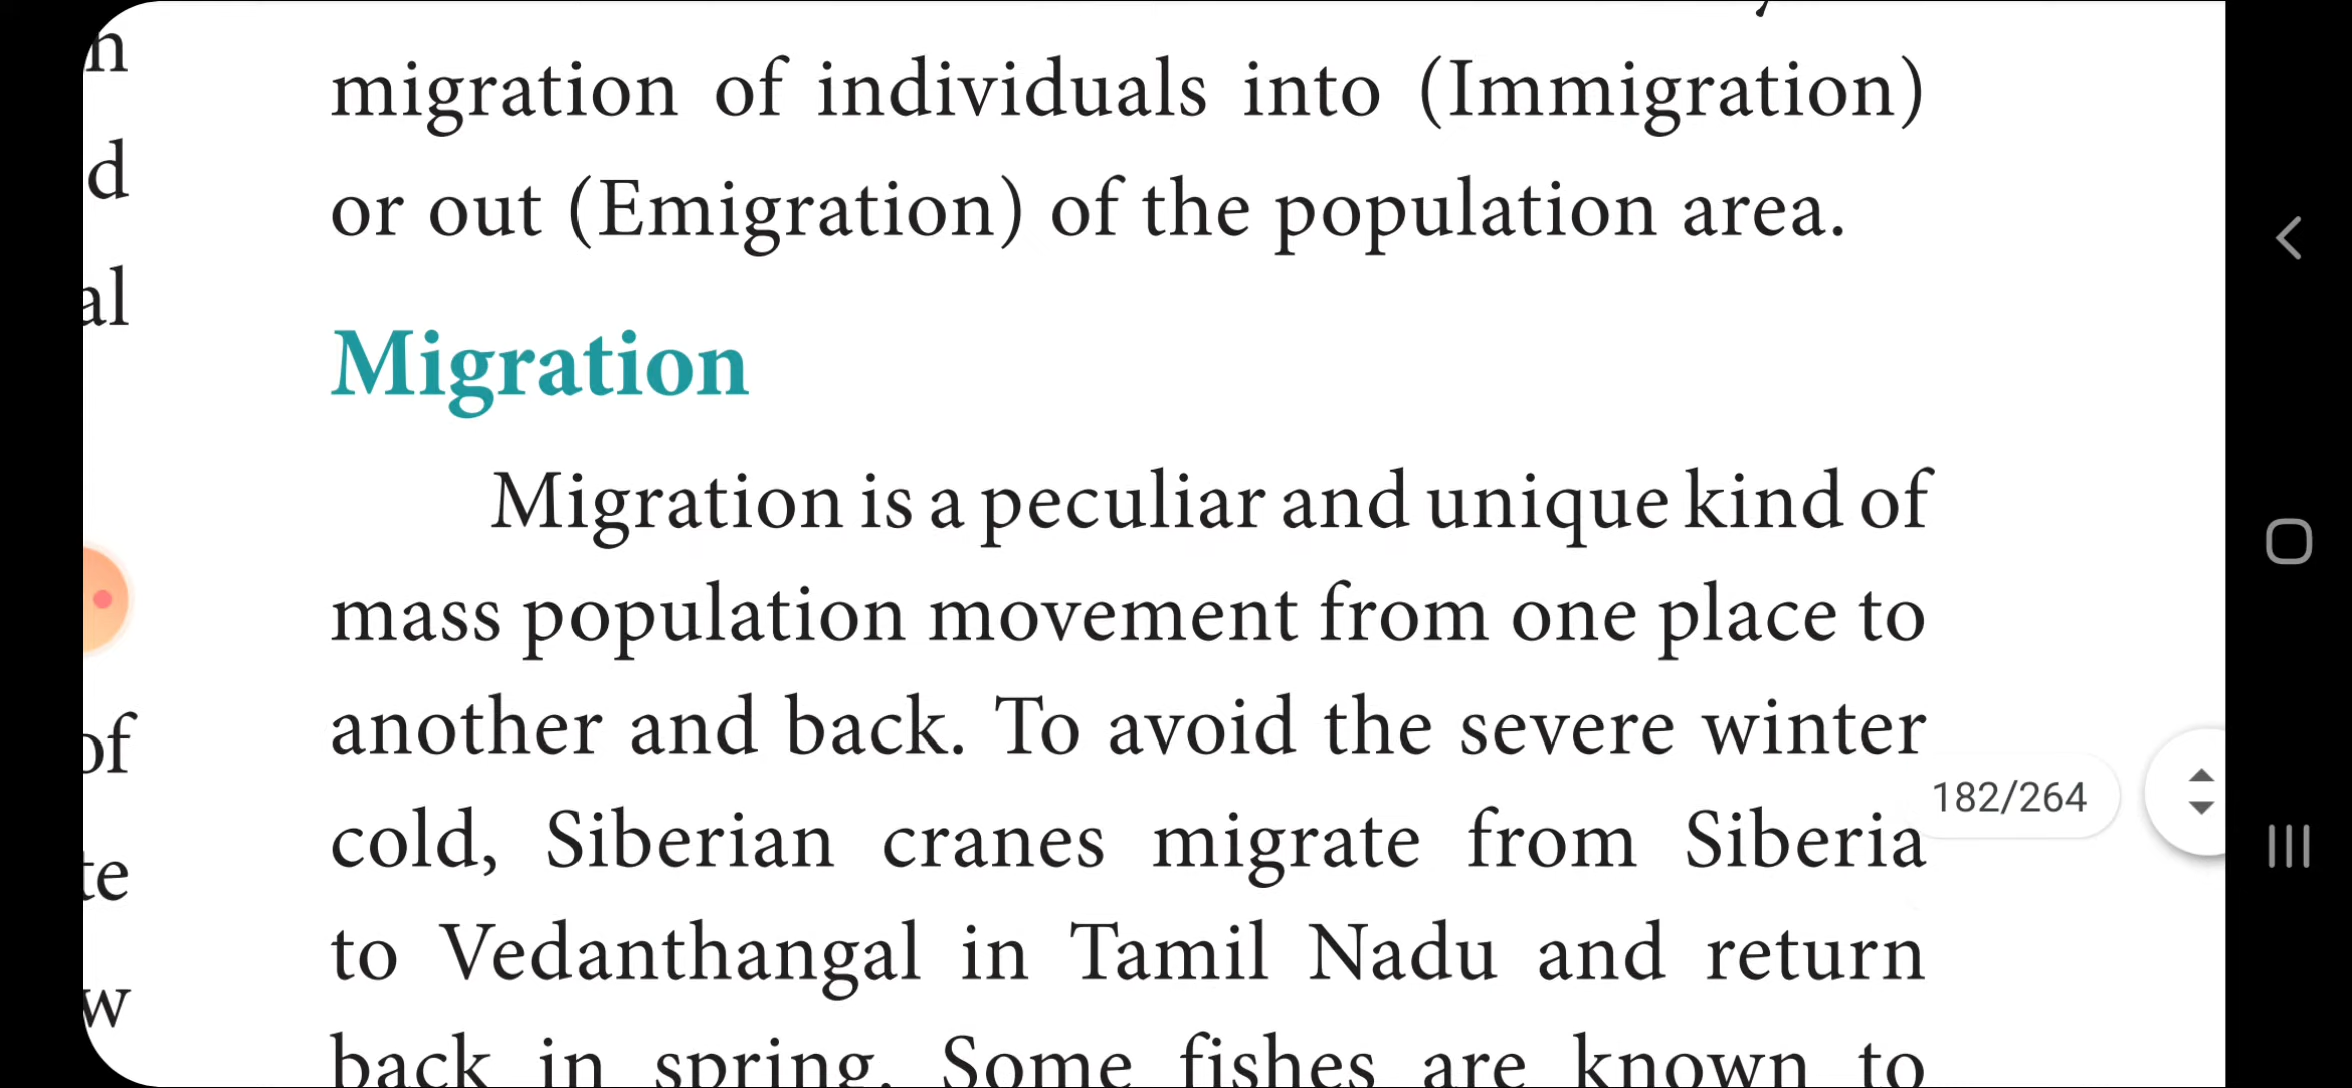 n
d
al
of
te
w
migration of individuals into (Immigration)
or out (Emigration) of the population area.
Migration
Migration is a peculiar and unique kind of
mass population movement from one place to
another and back. To avoid the severe winter
cold, Siberian cranes migrate from Siberia
to Vedanthangal in Tamil Nadu and return
back in spring. Some fishes are known to
182/264